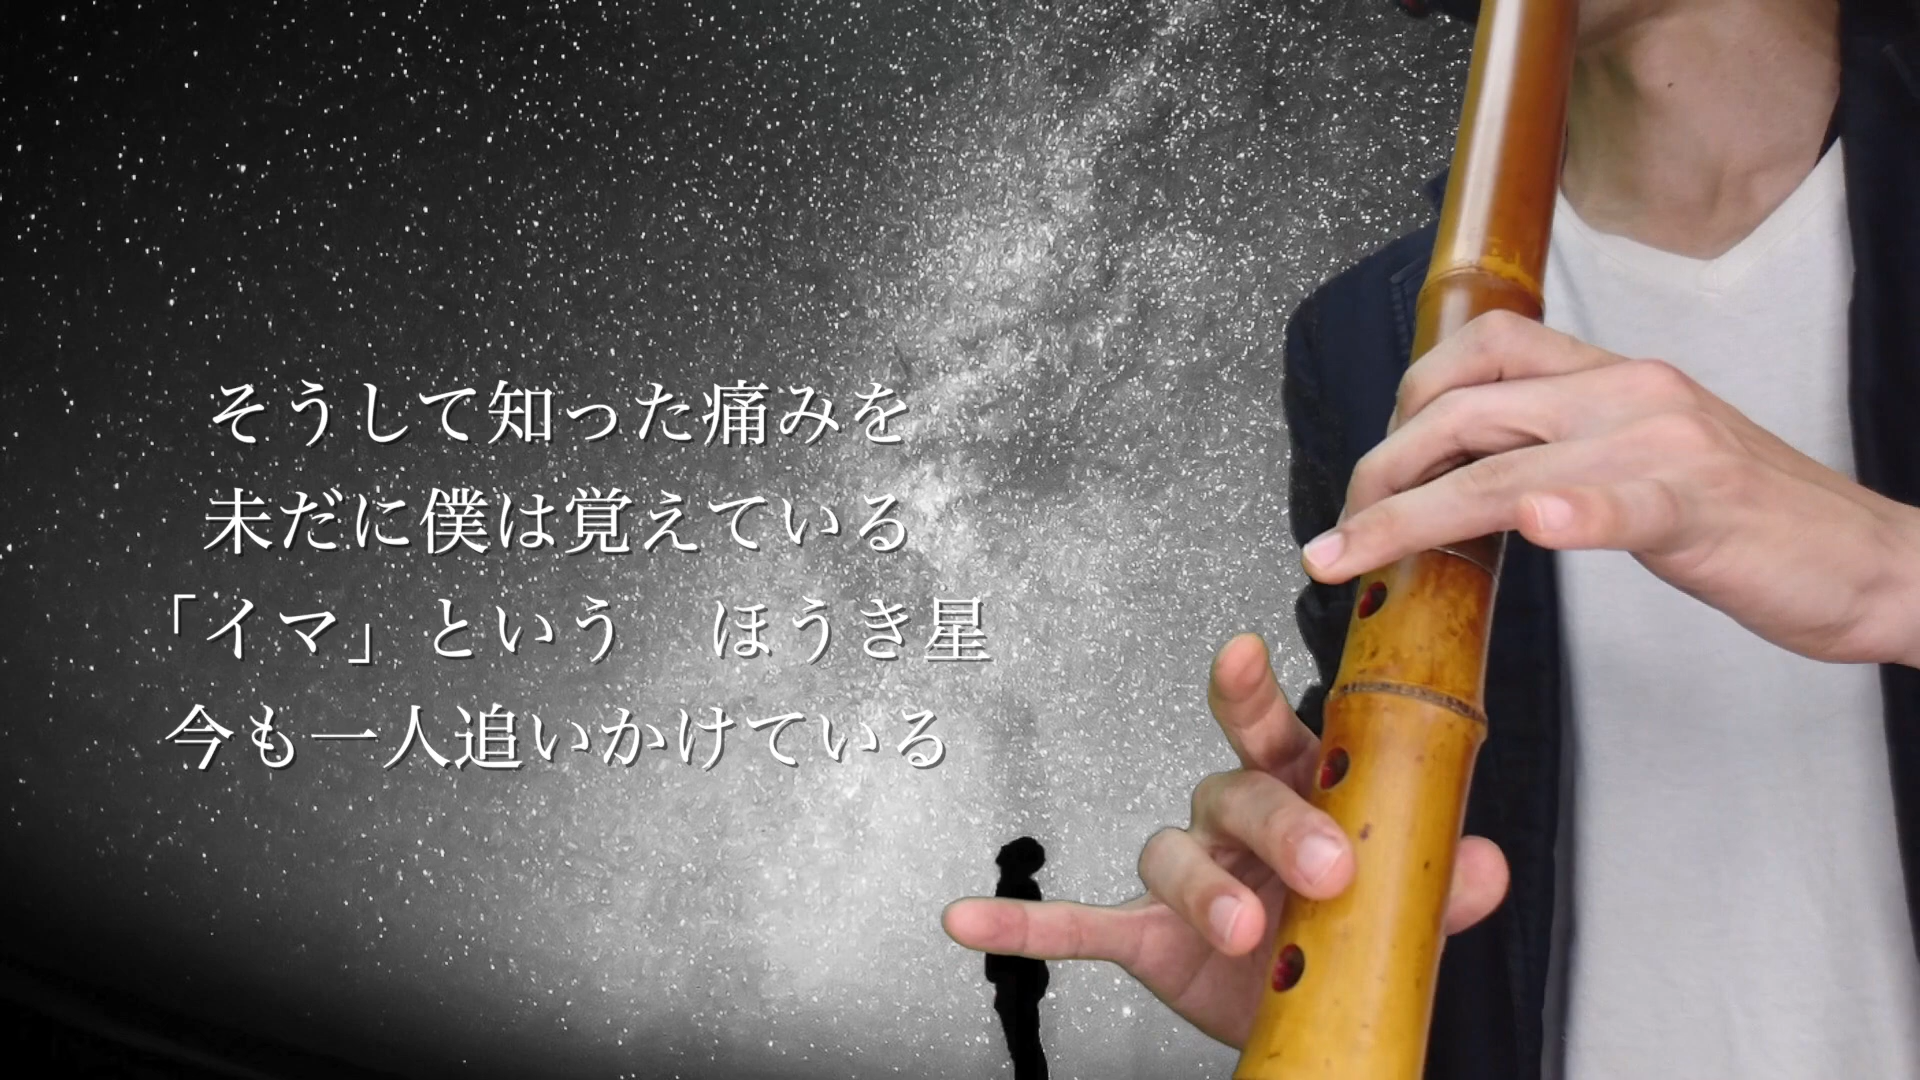 そうして知った痛みを
未だに僕は覚えている
「イマ」という　ほうき星
今も一人追いかけている